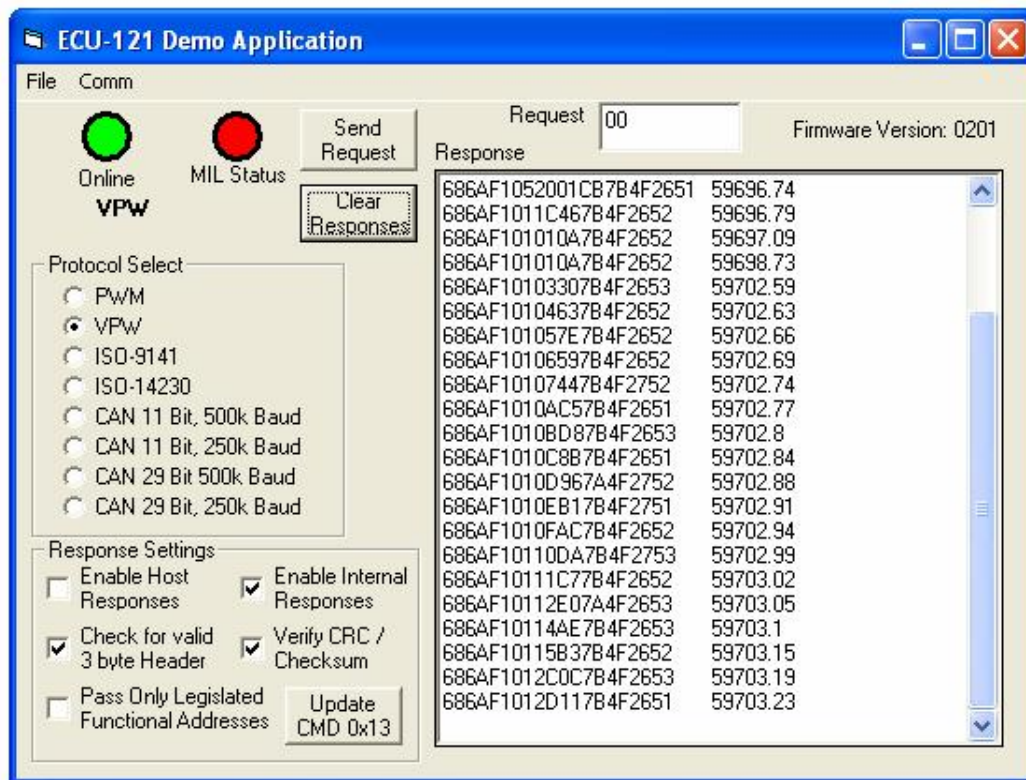 ECU-121 Demo Application
File Comm
Online
VPW
MIL Status
Send
Request
Clear
Responses
Request 00
Firmware Version: 0201
Response
686AF1052001CB7B4F2651 59696.74
686AF1011C467B4F2652 59696.79
686AF101010A7B4F2652 59697.09
686AF101010A7B4F2652 59698.73
686AF10103307B4F2653 59702.59
686AF10104637B4F2652 59702.63
686AF101057E7B4F2652 59702.66
686AF10106597B4F2652 59702.69
686AF10107447B4F2752 59702.74
686AF1010AC57B4F2651 59702.77
686AF1010BD87B4F2653 59702.8
686AF1010C8B7B4F2651 59702.84
686AF1010D967A4F2752 59702.88
686AF1010EB17B4F2751 59702.91
686AF1010FAC7B4F2652 59702.94
686AF10110DA7B4F2753 59702.99
686AF10111C77B4F2652 59703.02
686AF10112E07A4F2653 59703.05
686AF10114AE7B4F2653 59703.1
686AF10115B37B4F2652 59703.15
686AF1012C0C7B4F2653 59703.19
686AF1012D117B4F2651 59703.23
Protocol Select
PWM
VPW
ISO-9141
ISO-14230
CAN 11 Bit, 500k Baud
CAN 11 Bit, 250k Baud
CAN 29 Bit 500k Baud
CAN 29 Bit, 250k Baud
Response Settings
Enable Host
Responses
Enable Internal
Responses
Check for valid
3 byte Header
Verify CRC /
Checksum
Pass Only Legislated
Functional Addresses
Update
CMD 0x13